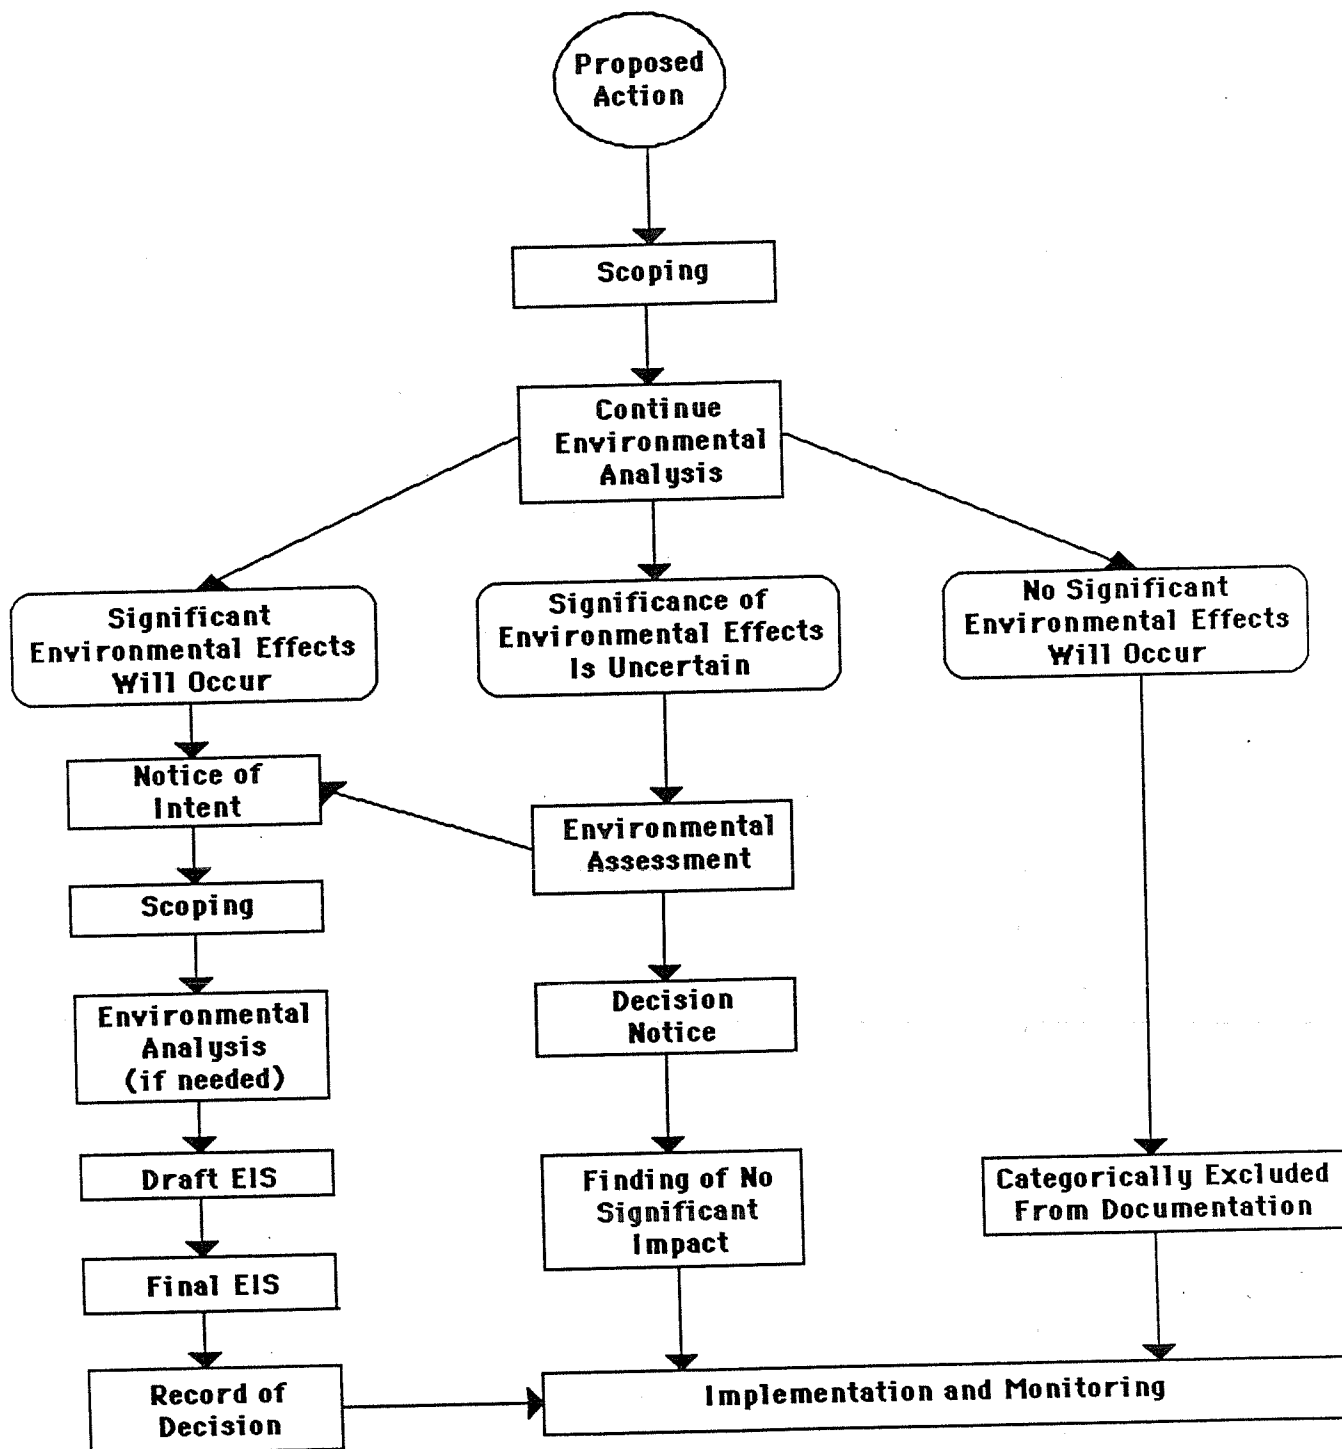 Proposed
Action
Scoping
Continue
Environmental
Analysis
Significant
Environmental Effects
Will Occur
Significance of
Environmental Effects
Is Uncertain
No Significant
Environmental Effects
Will Occur
Notice of
Intent
Environmental
Assessment
Scoping
Environmental
Analysis
(if needed)
Decision
Notice
Draft EIS
Finding of No
Significant
Impact
Categorically Excluded
From Documentation
Final EIS
Record of
Decision
Implementation and Monitoring